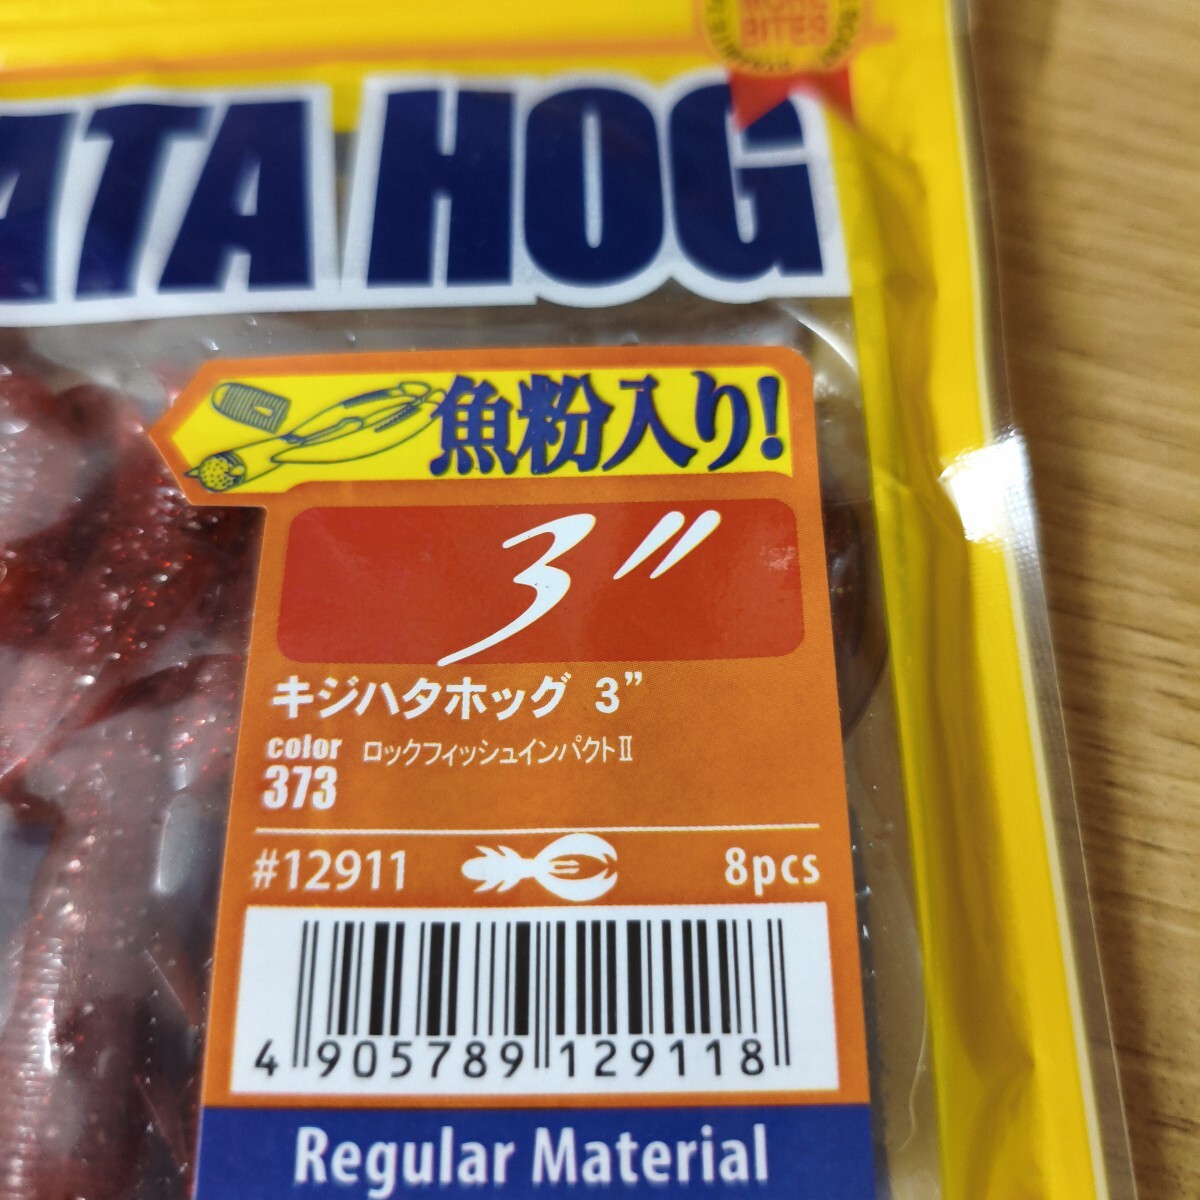 BITES
ATA HOG
魚粉入り!
3"
キジハタホッグ 3"
color
373
ロックフィッシュインパクトⅡ
#12911
8pcs
4 905789 129118
Regular Material